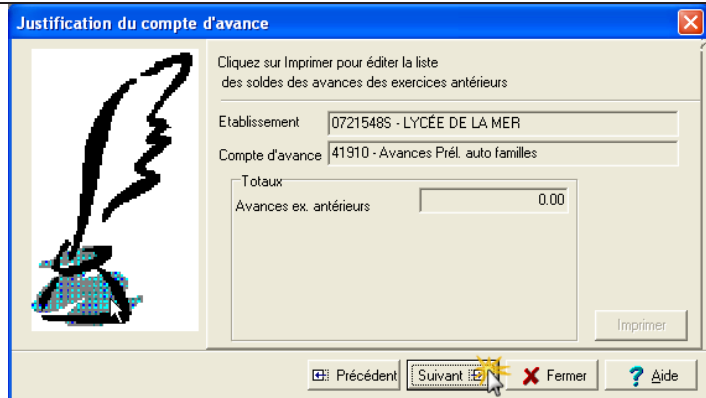 Justification du compte d'avance
Cliquez sur Imprimer pour éditer la liste
des soldes des avances des exercices antérieurs
Etablissement 0721548S - LYCÉE DE LA MER
Compte d'avance 41910 - Avances Prél. auto familles
Totaux
Avances ex. antérieurs 0.00
Imprimer
Précédent Suivant Fermer ? Aide